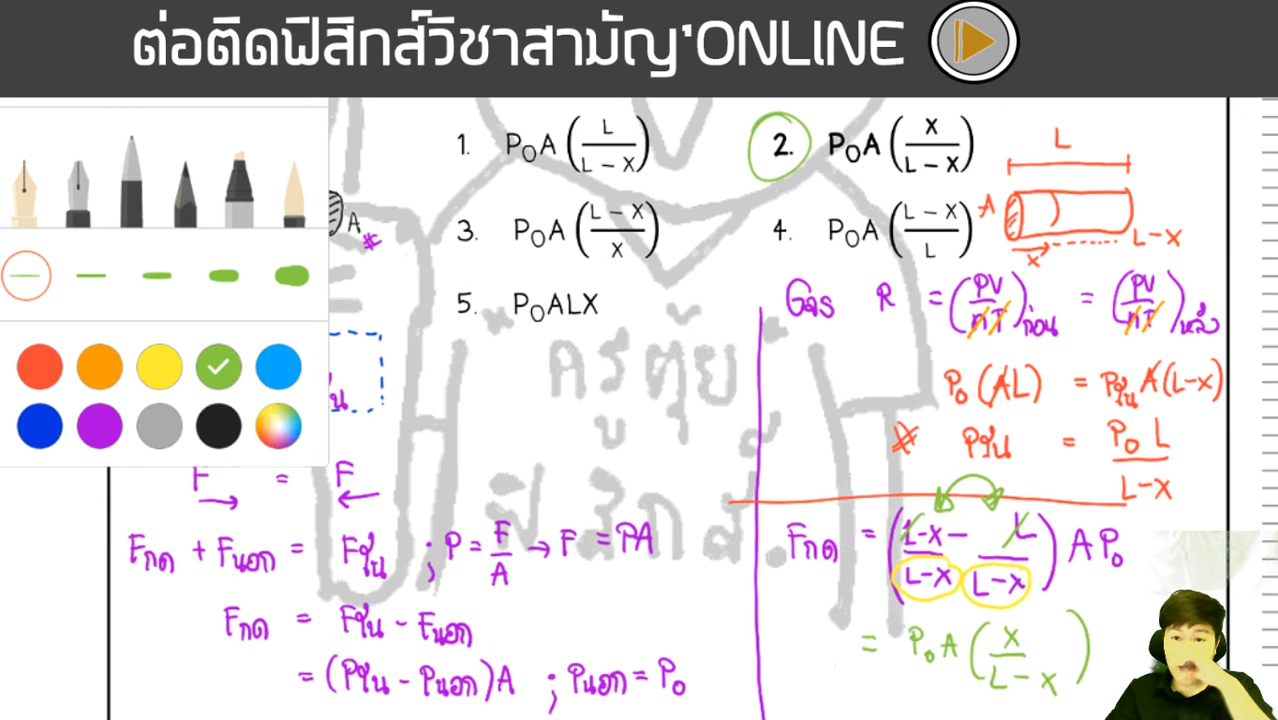 ต่อติดฟิสิกส์วิชาสามัญ'ONLINE
1. P₀A (L / (L - X))
2. P₀A (X / (L - X))
3. P₀A ((L - X) / X)
4. P₀A ((L - X) / L)
5. P₀ALX
A
L
A
L-X
X
ครูตุ้ย
ฟิสิกส์
Gas R = (PV/nT)ก่อน = (PV/nT)หลัง
P₀(AL) = Pใน A(L-X)
Pใน = P₀L / (L-X)
ใน
F = F
Fกด + Fนอก = Fใน ; P = F/A → F = PA
Fกด = Fใน - Fนอก
= (Pใน - Pนอก)A ; Pนอก = P₀
Fกด = ((L-X)/(L-X) - L/(L-X)) A P₀
= P₀A (X / (L-X))